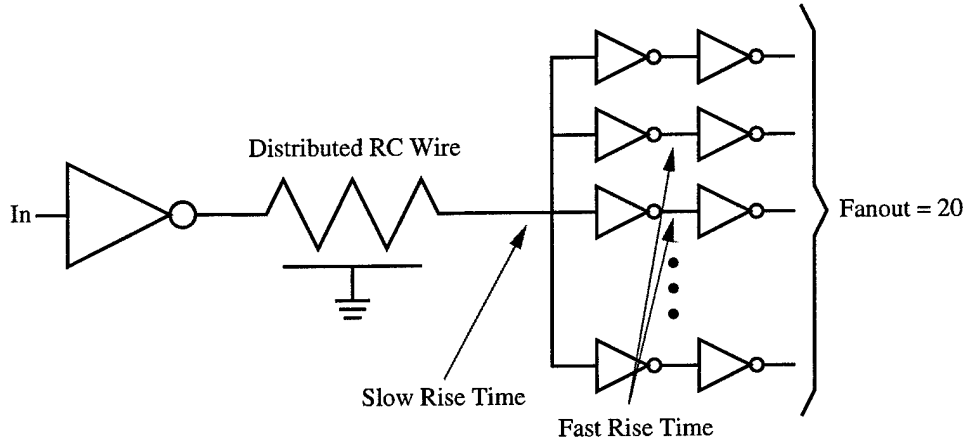 Distributed RC Wire
In
Fanout = 20
Slow Rise Time
Fast Rise Time